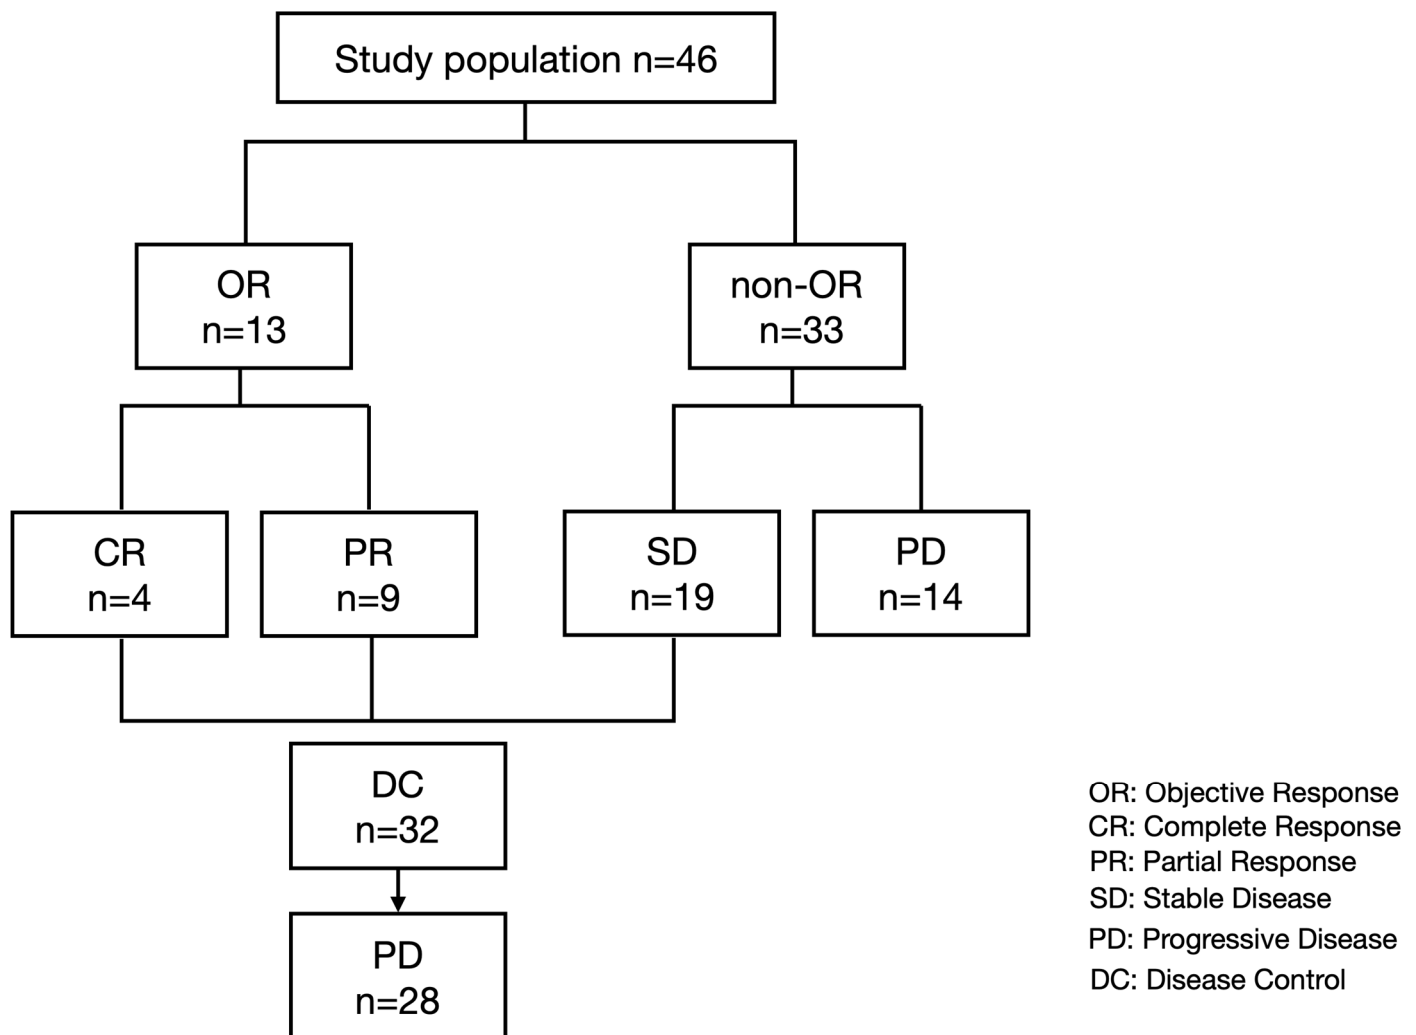 Study population n=46
OR
n=13
non-OR
n=33
CR
n=4
PR
n=9
SD
n=19
PD
n=14
DC
n=32
PD
n=28
OR: Objective Response
CR: Complete Response
PR: Partial Response
SD: Stable Disease
PD: Progressive Disease
DC: Disease Control